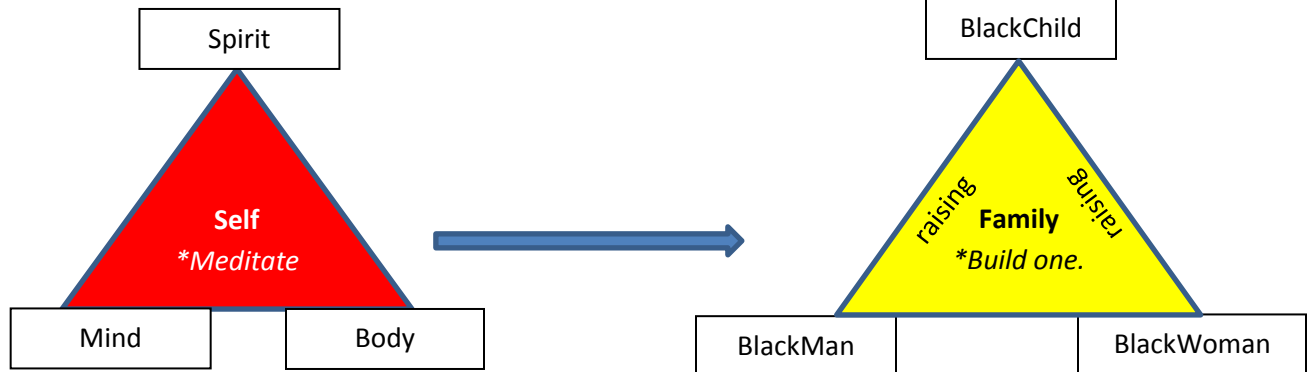 Spirit
Self
*Meditate
Mind
Body
BlackChild
raising
raising
Family
*Build one.
BlackMan
BlackWoman